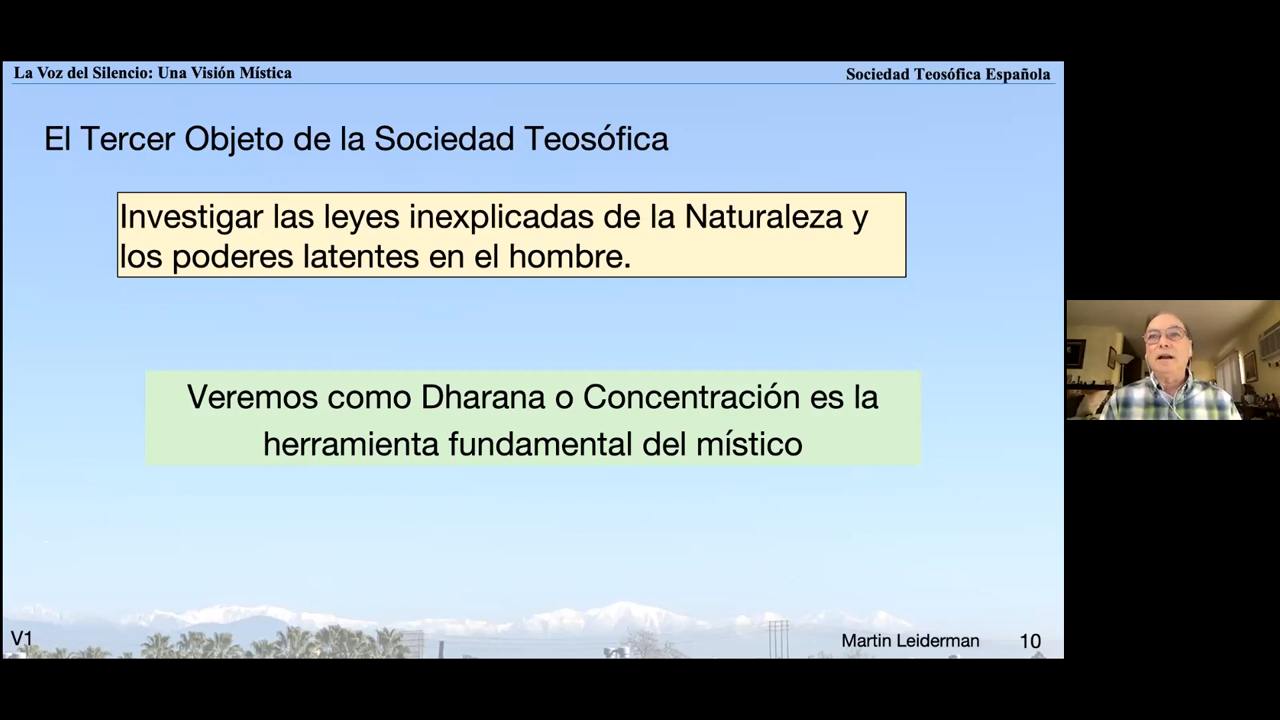 La Voz del Silencio: Una Visión Mística
Sociedad Teosófica Española
El Tercer Objeto de la Sociedad Teosófica
Investigar las leyes inexplicadas de la Naturaleza y
los poderes latentes en el hombre.
Veremos como Dharana o Concentración es la
herramienta fundamental del místico
V1
Martin Leiderman
10